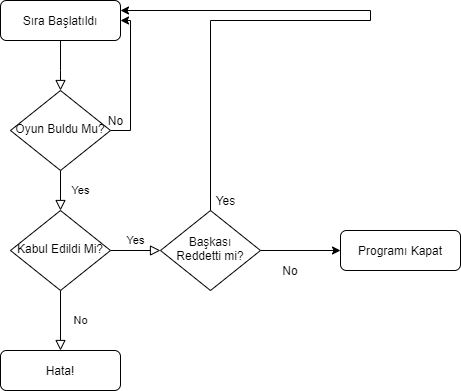 Sıra Başlatıldı
No
Oyun Buldu Mu?
Yes
Yes
Kabul Edildi Mi?
Yes
Başkası
Reddetti mi?
Programı Kapat
No
No
Hata!